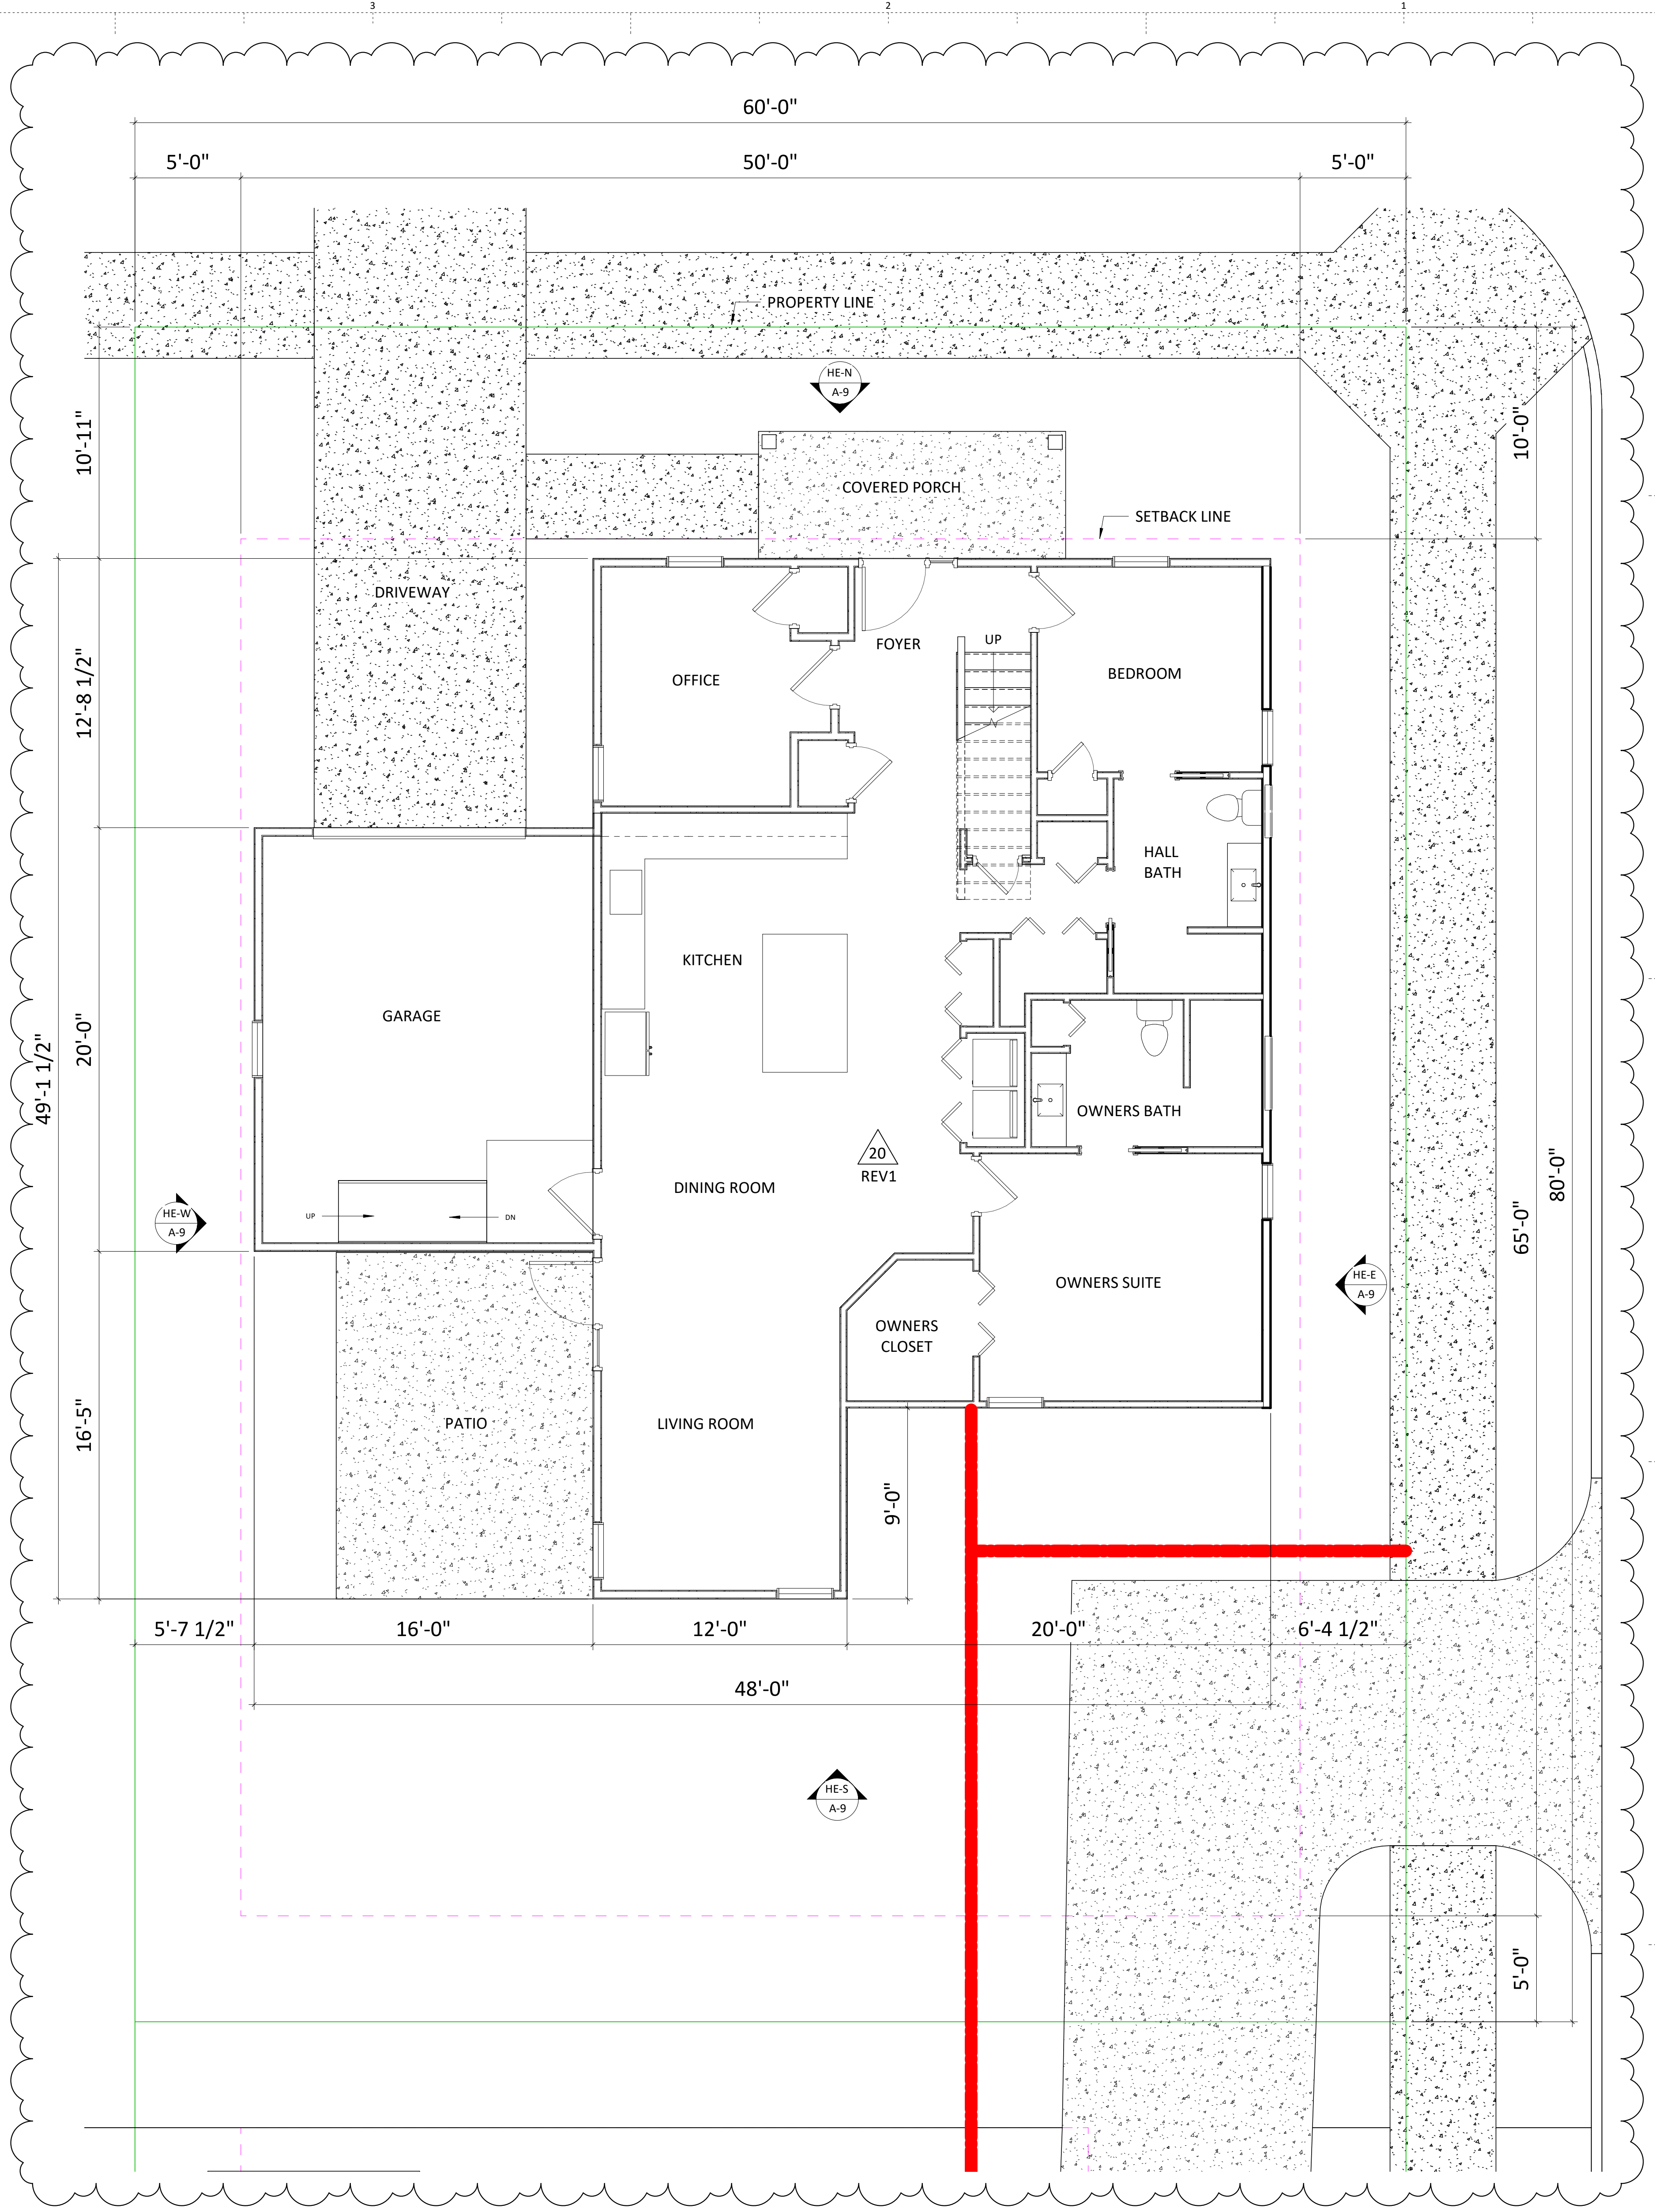 3
2
1
60'-0"
5'-0"
50'-0"
5'-0"
PROPERTY LINE
HE-N
A-9
10'-11"
10'-0"
COVERED PORCH
SETBACK LINE
DRIVEWAY
FOYER
UP
12'-8 1/2"
OFFICE
BEDROOM
HALL
BATH
KITCHEN
GARAGE
20'-0"
49'-1 1/2"
OWNERS BATH
20
REV1
DINING ROOM
80'-0"
UP
DN
HE-W
A-9
65'-0"
HE-E
A-9
OWNERS SUITE
OWNERS
CLOSET
16'-5"
PATIO
LIVING ROOM
9'-0"
5'-7 1/2"
16'-0"
12'-0"
20'-0"
6'-4 1/2"
48'-0"
HE-S
A-9
5'-0"